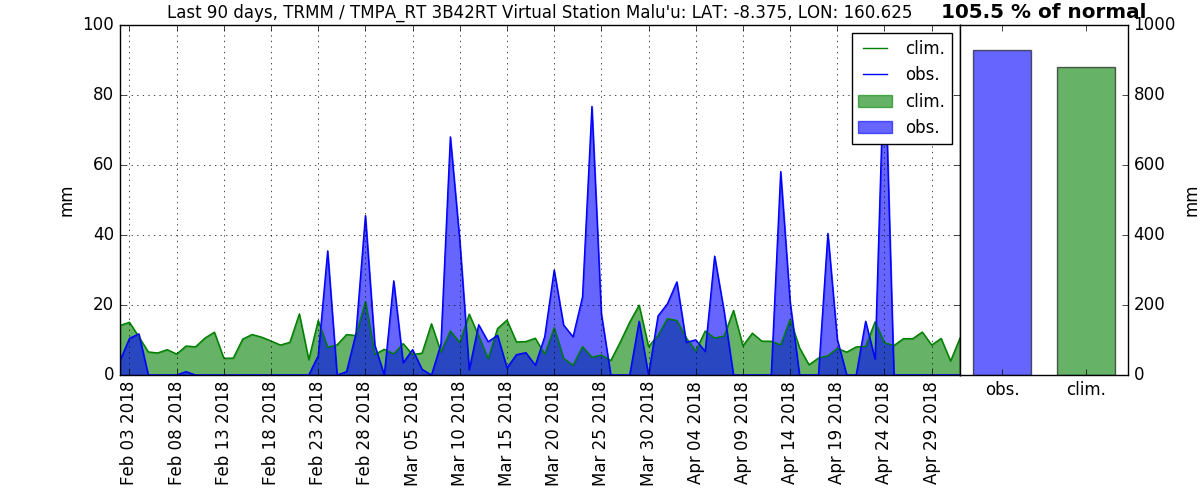 Last 90 days, TRMM / TMPA_RT 3B42RT Virtual Station Malu'u: LAT: -8.375, LON: 160.625
105.5 % of normal
clim.
obs.
clim.
obs.
mm
100
80
60
40
20
0
Feb 03 2018
Feb 08 2018
Feb 13 2018
Feb 18 2018
Feb 23 2018
Feb 28 2018
Mar 05 2018
Mar 10 2018
Mar 15 2018
Mar 20 2018
Mar 25 2018
Mar 30 2018
Apr 04 2018
Apr 09 2018
Apr 14 2018
Apr 19 2018
Apr 24 2018
Apr 29 2018
1000
800
600
400
200
0
mm
obs.
clim.